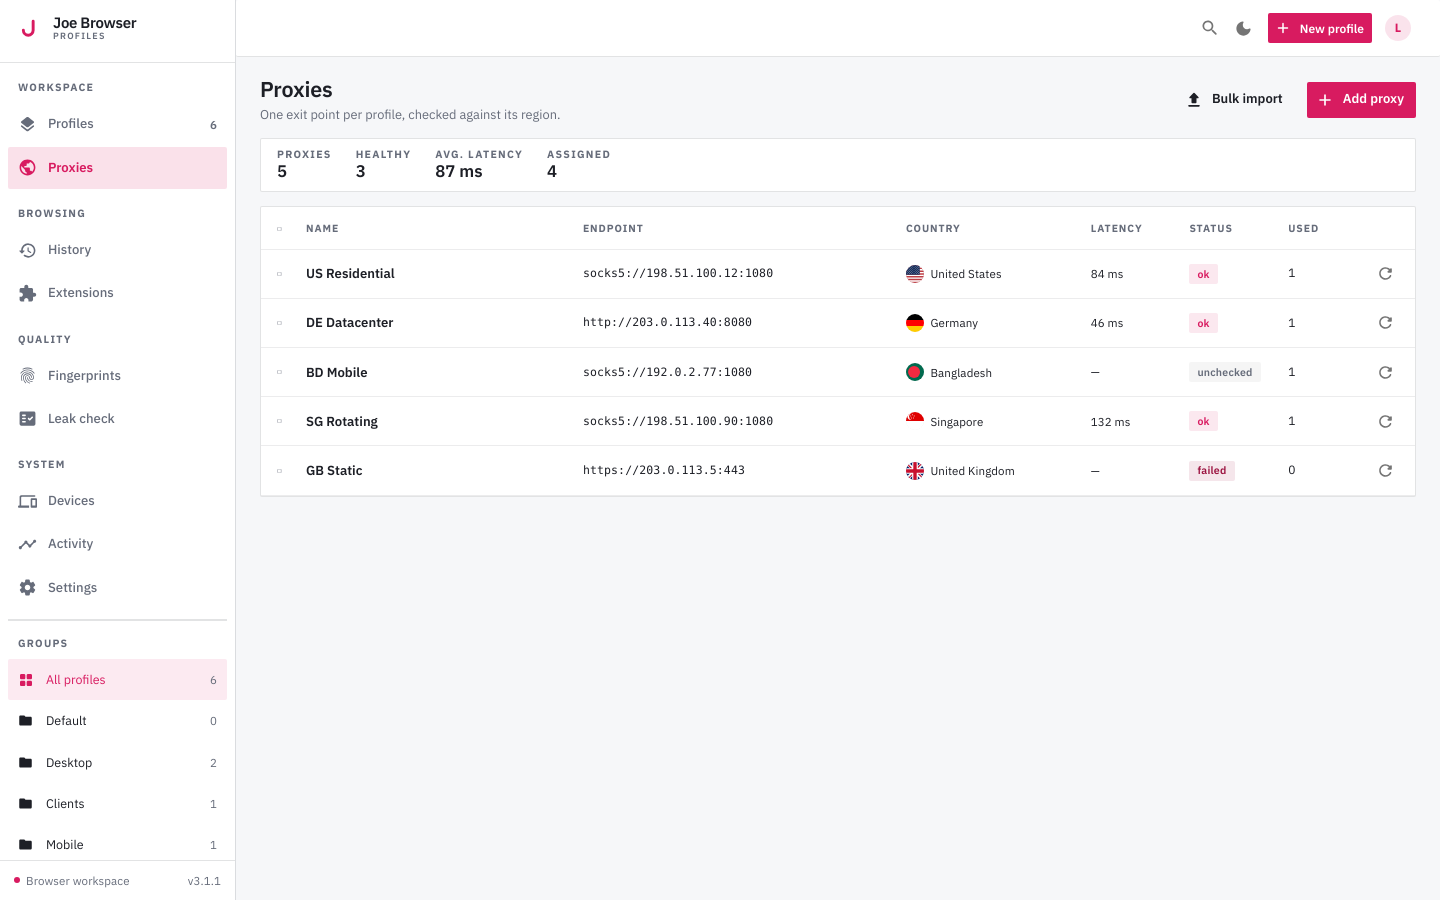 Joe Browser
PROFILES
New profile
L
WORKSPACE
Profiles 6
Proxies
BROWSING
History
Extensions
QUALITY
Fingerprints
Leak check
SYSTEM
Devices
Activity
Settings
GROUPS
All profiles 6
Default 0
Desktop 2
Clients 1
Mobile 1
Browser workspace v3.1.1
Proxies
One exit point per profile, checked against its region.
Bulk import
Add proxy
PROXIES HEALTHY AVG. LATENCY ASSIGNED
5 3 87 ms 4
NAME ENDPOINT COUNTRY LATENCY STATUS USED
US Residential socks5://198.51.100.12:1080 United States 84 ms ok 1
DE Datacenter http://203.0.113.40:8080 Germany 46 ms ok 1
BD Mobile socks5://192.0.2.77:1080 Bangladesh — unchecked 1
SG Rotating socks5://198.51.100.90:1080 Singapore 132 ms ok 1
GB Static https://203.0.113.5:443 United Kingdom — failed 0